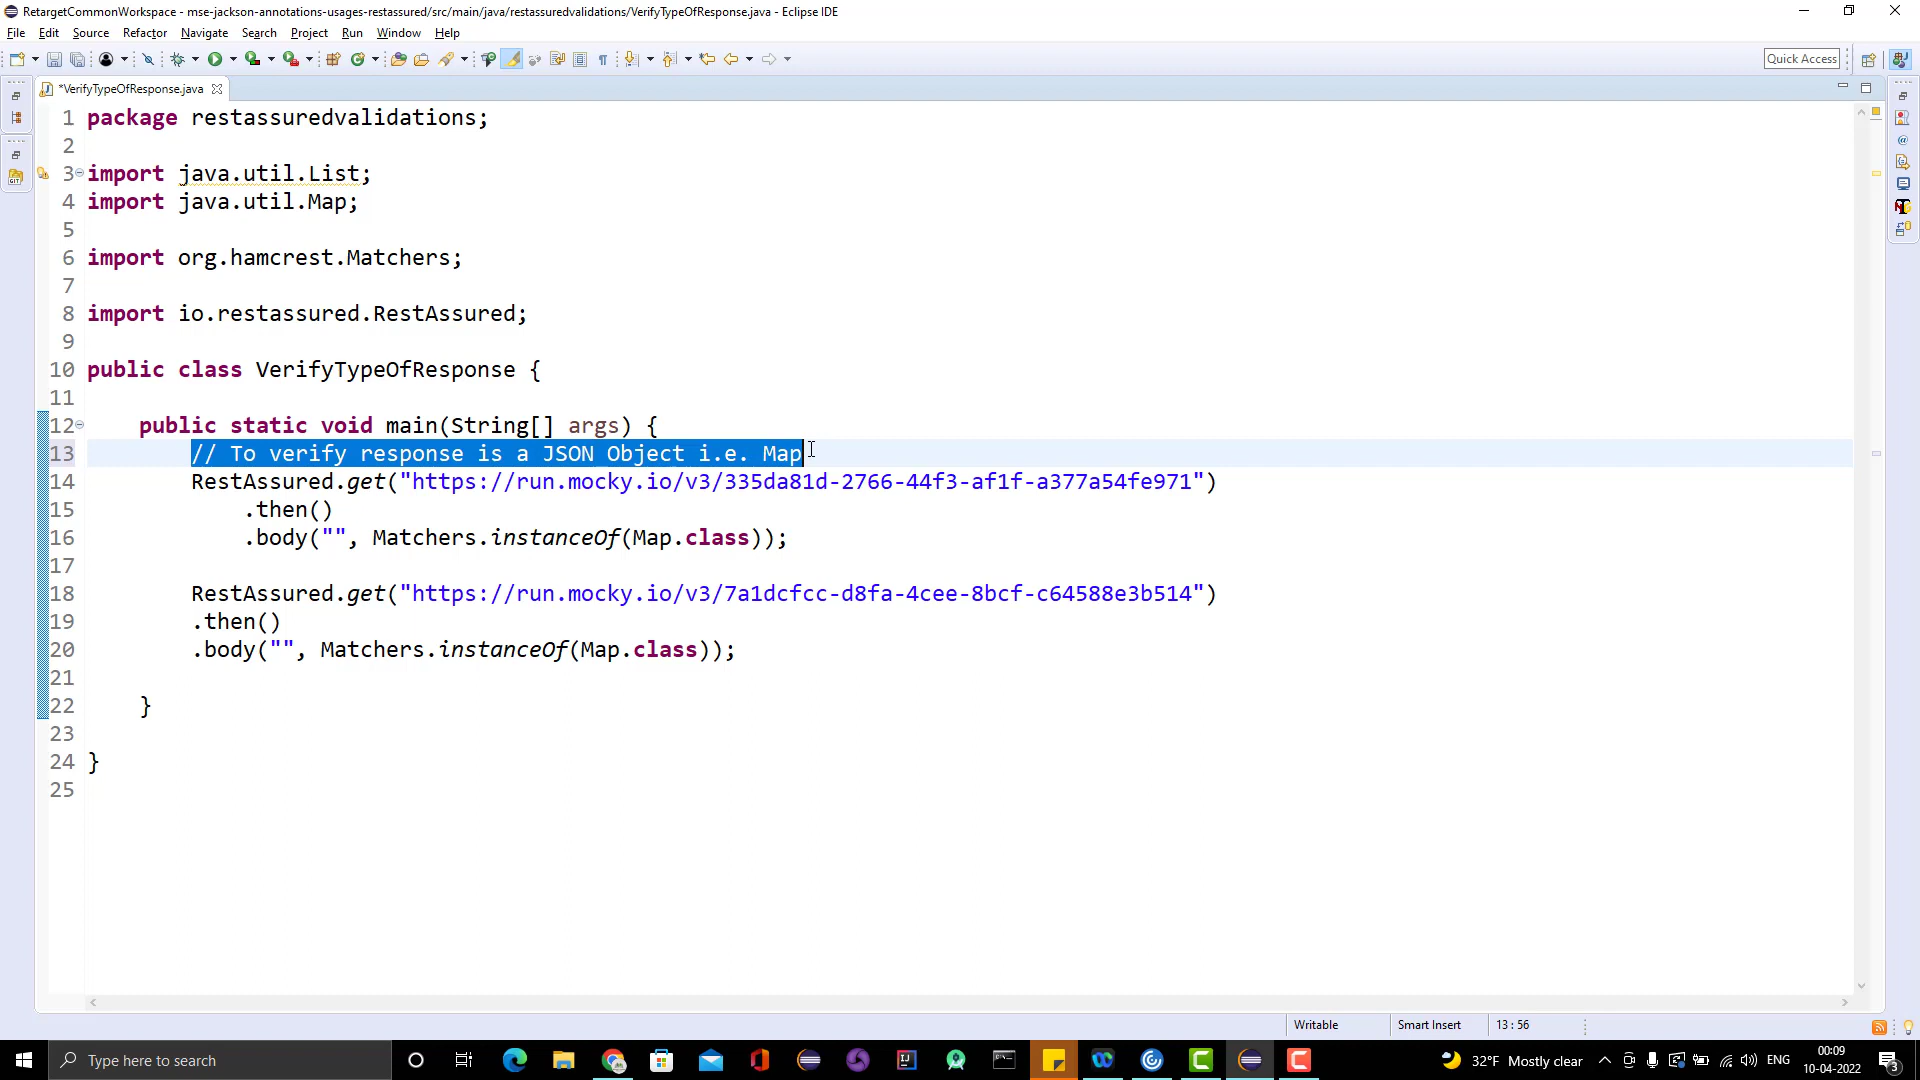 RetargetCommonWorkspace - mse-jackson-annotations-usages-restassured/src/main/java/restassuredvalidations/VerifyTypeOfResponse.java - Eclipse IDE
File Edit Source Refactor Navigate Search Project Run Window Help
Quick Access
*VerifyTypeOfResponse.java
1 package restassuredvalidations;
2
3 import java.util.List;
4 import java.util.Map;
5
6 import org.hamcrest.Matchers;
7
8 import io.restassured.RestAssured;
9
10 public class VerifyTypeOfResponse {
11
12 public static void main(String[] args) {
13 // To verify response is a JSON Object i.e. Map
14 RestAssured.get("https://run.mocky.io/v3/335da81d-2766-44f3-af1f-a377a54fe971")
15 .then()
16 .body("", Matchers.instanceOf(Map.class));
17
18 RestAssured.get("https://run.mocky.io/v3/7a1dcfcc-d8fa-4cee-8bcf-c64588e3b514")
19 .then()
20 .body("", Matchers.instanceOf(Map.class));
21
22 }
23
24 }
25
Writable Smart Insert 13 : 56
Type here to search
32°F Mostly clear ENG 00:09
10-04-2022
3